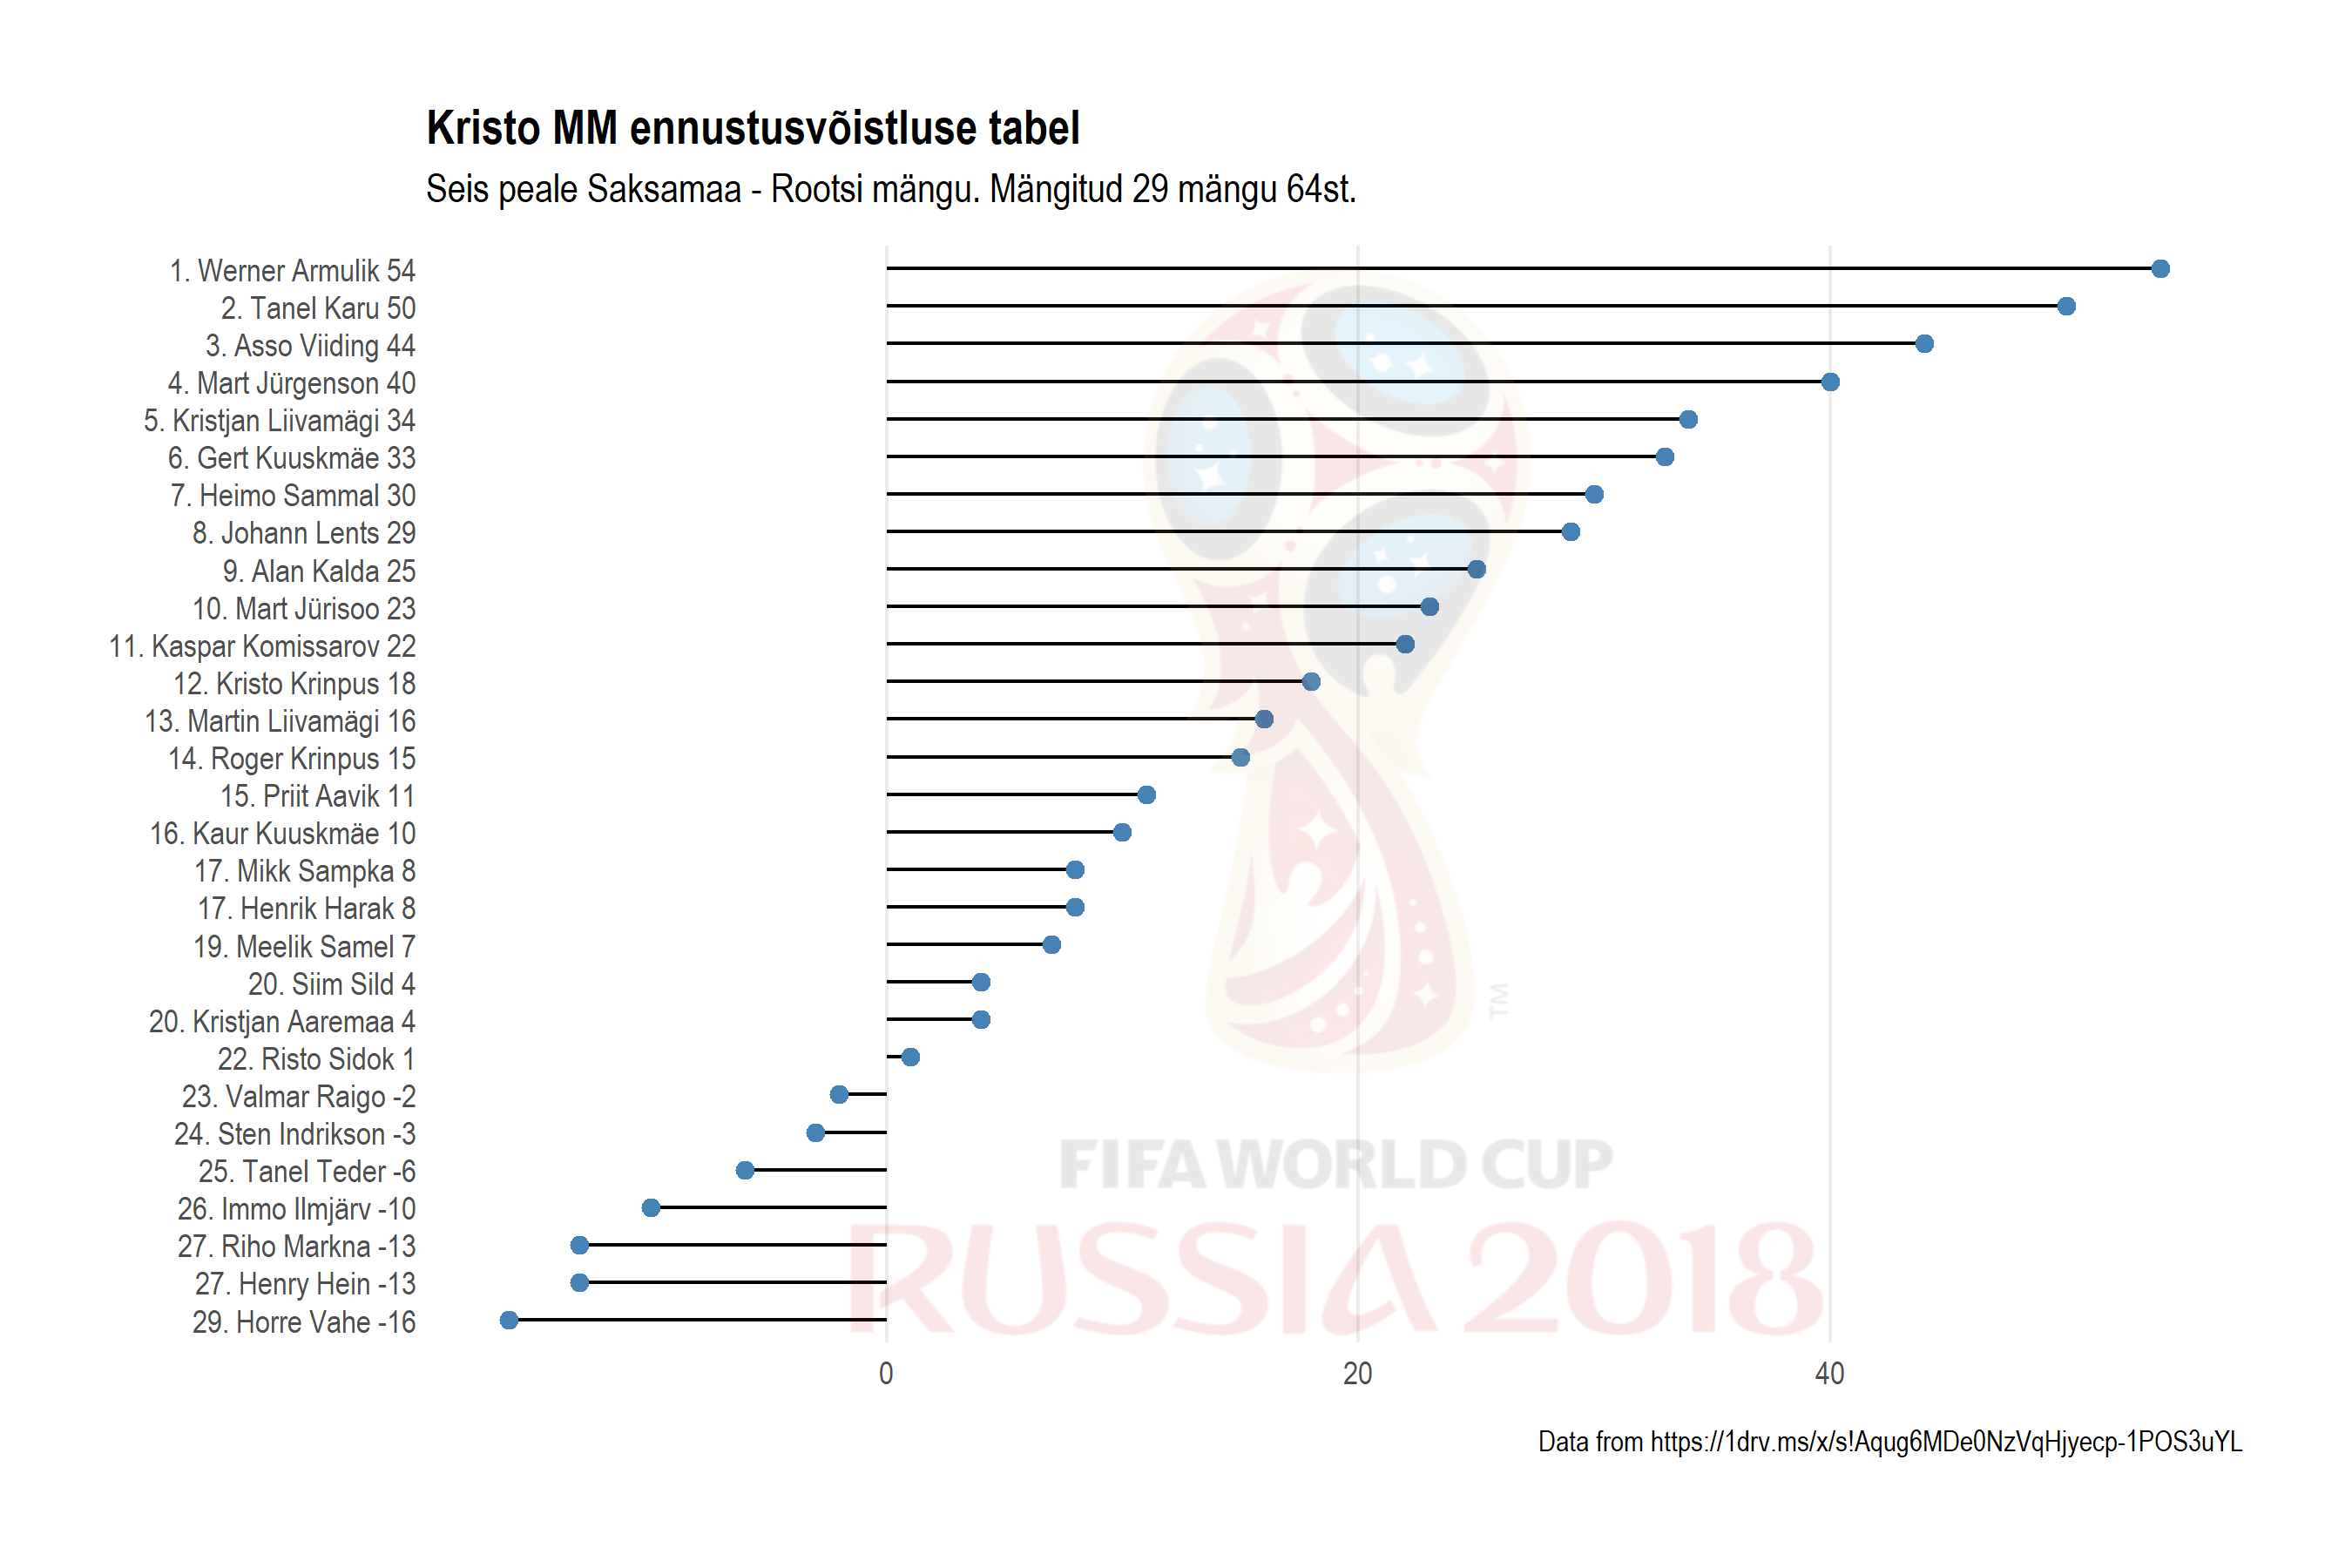 Kristo MM ennustusvõistluse tabel
Seis peale Saksamaa - Rootsi mängu. Mängitud 29 mängu 64st.
1. Werner Armulik 54
2. Tanel Karu 50
3. Asso Viiding 44
4. Mart Jürgenson 40
5. Kristjan Liivamägi 34
6. Gert Kuuskmäe 33
7. Heimo Sammal 30
8. Johann Lents 29
9. Alan Kalda 25
10. Mart Jürisoo 23
11. Kaspar Komissarov 22
12. Kristo Krinpus 18
13. Martin Liivamägi 16
14. Roger Krinpus 15
15. Priit Aavik 11
16. Kaur Kuuskmäe 10
17. Mikk Sampka 8
17. Henrik Harak 8
19. Meelik Samel 7
20. Siim Sild 4
20. Kristjan Aaremaa 4
22. Risto Sidok 1
23. Valmar Raigo -2
24. Sten Indrikson -3
25. Tanel Teder -6
26. Immo Ilmjärv -10
27. Riho Markna -13
27. Henry Hein -13
29. Horre Vahe -16
TM
FIFA WORLD CUP
RUSSIA 2018
0 20 40
Data from https://1drv.ms/x/s!Aqug6MDe0NzVqHjyecp-1POS3uYL